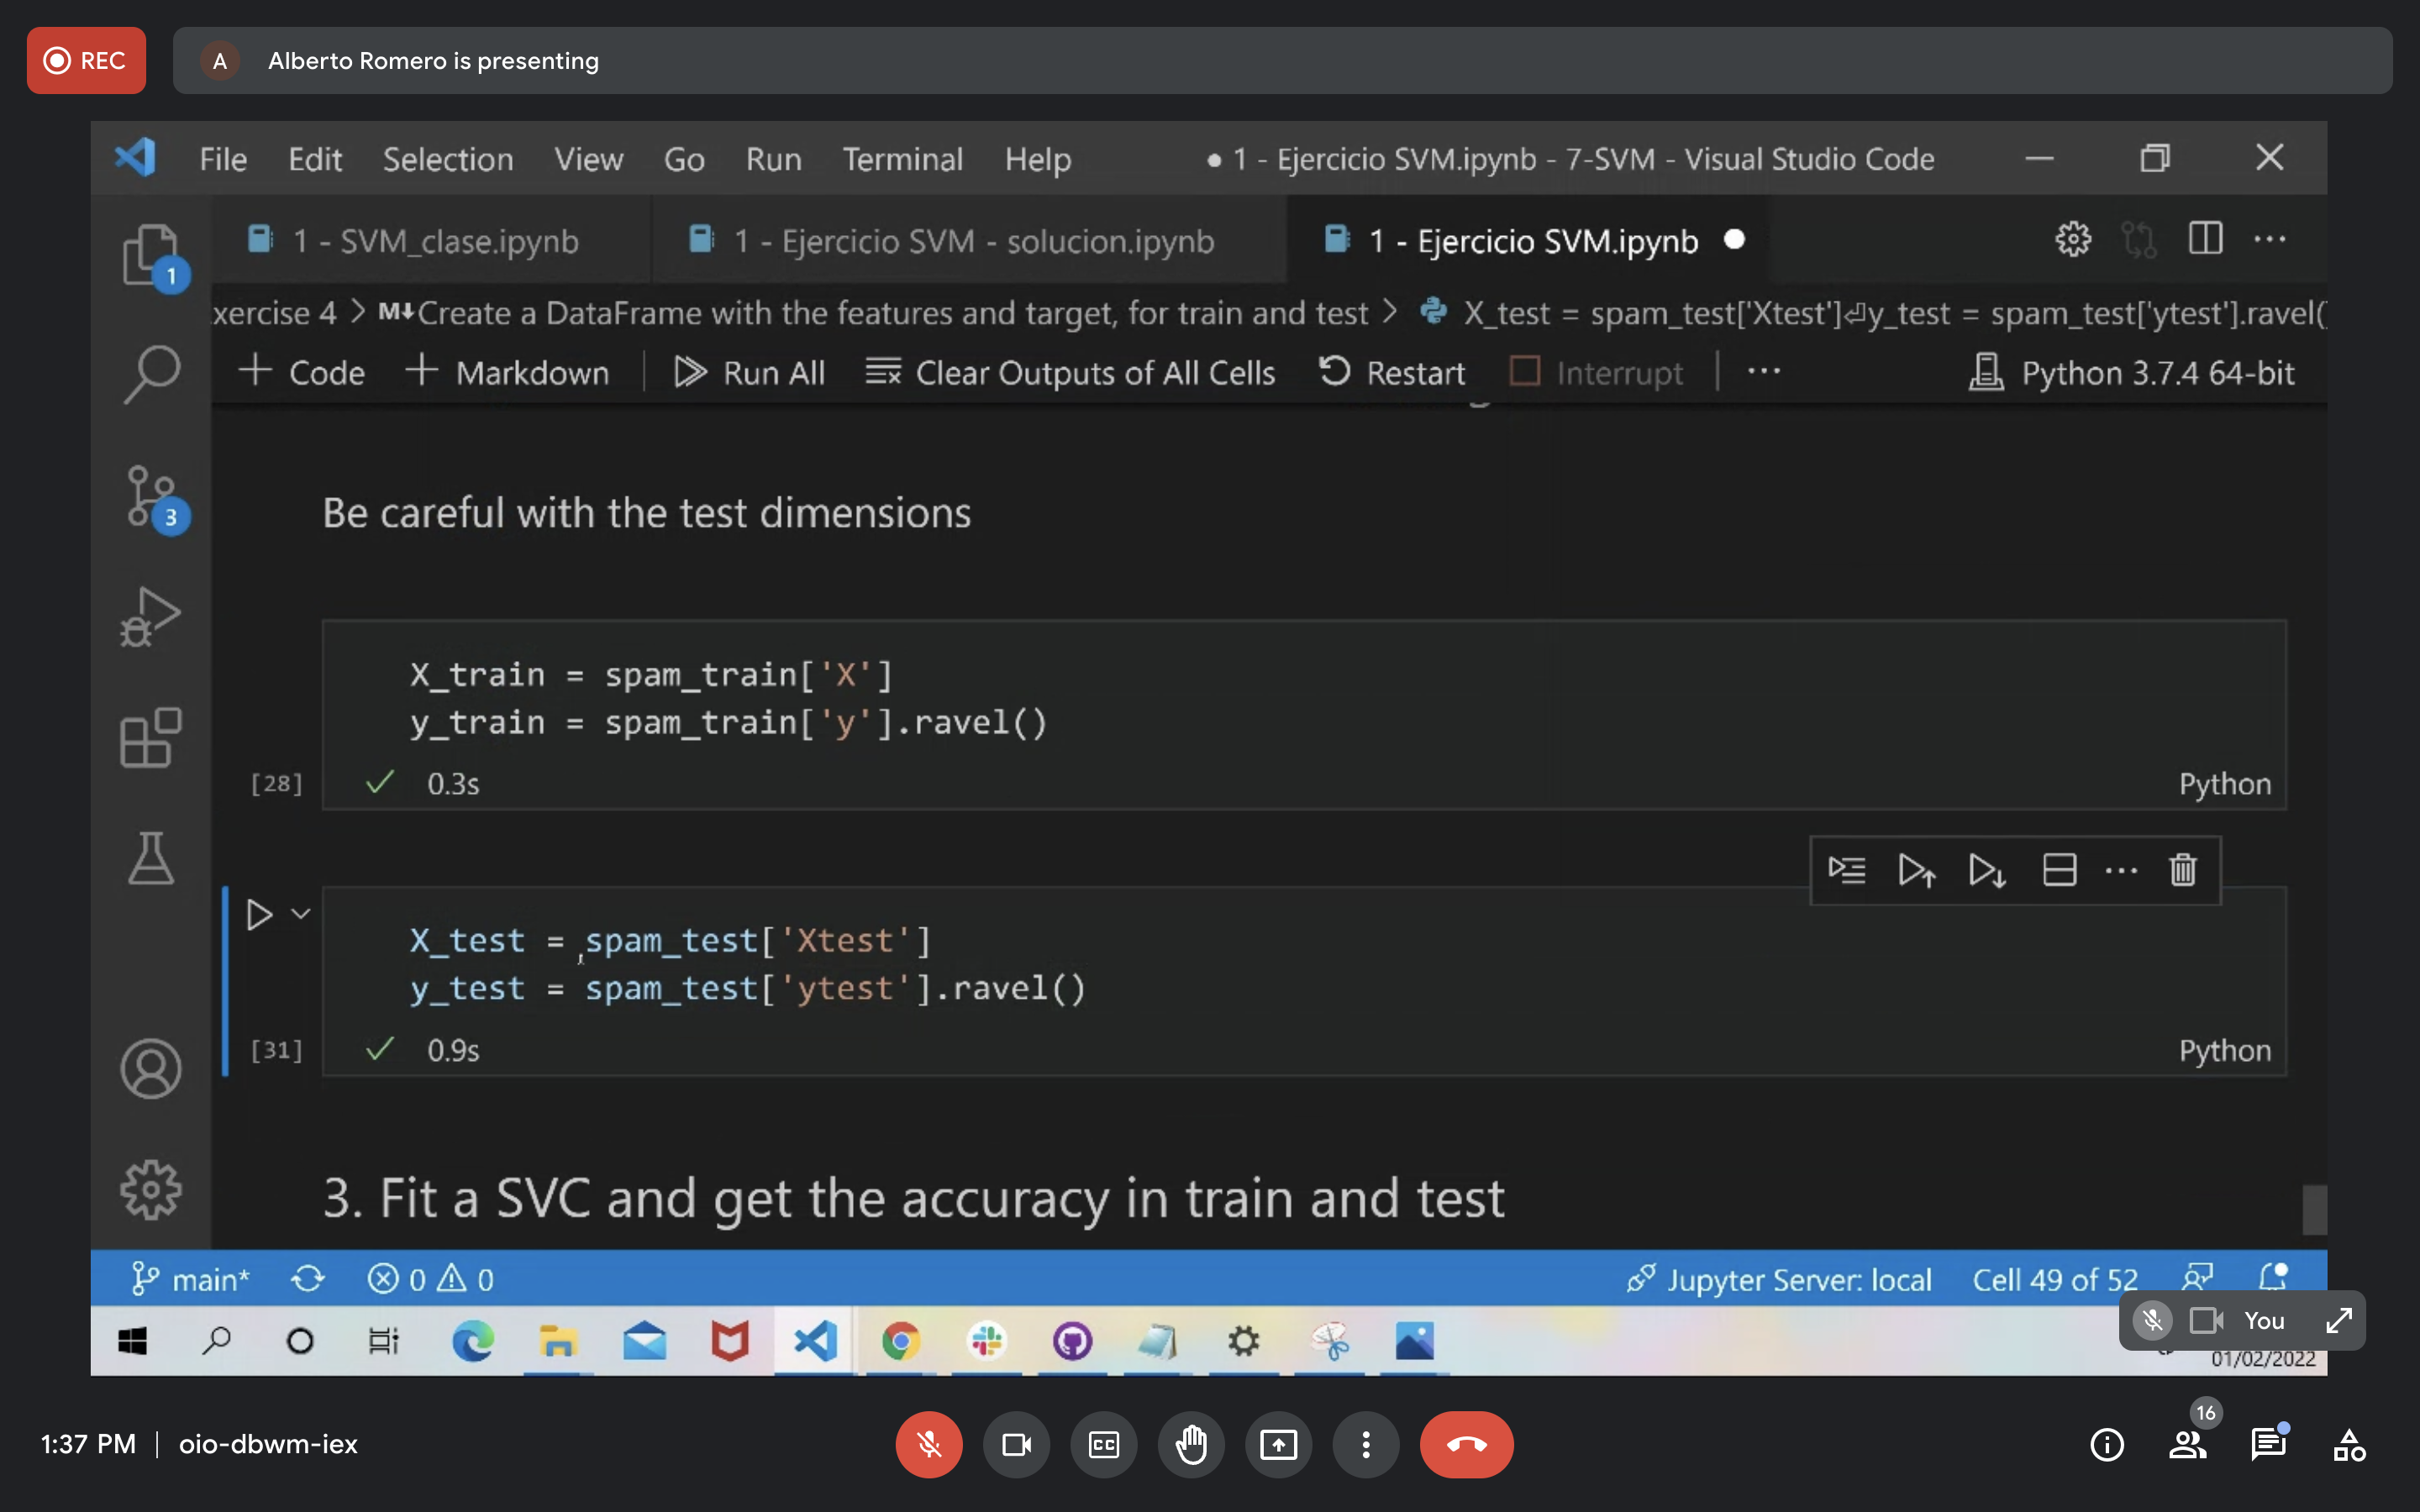 REC
A
Alberto Romero is presenting
File Edit Selection View Go Run Terminal Help
● 1 - Ejercicio SVM.ipynb - 7-SVM - Visual Studio Code
1 - SVM_clase.ipynb
1 - Ejercicio SVM - solucion.ipynb
1 - Ejercicio SVM.ipynb ●
1
xercise 4 > M↓Create a DataFrame with the features and target, for train and test > X_test = spam_test['Xtest']⏎y_test = spam_test['ytest'].ravel(
+ Code + Markdown Run All Clear Outputs of All Cells Restart Interrupt ··· Python 3.7.4 64-bit
3
Be careful with the test dimensions
X_train = spam_train['X']
y_train = spam_train['y'].ravel()
[28] ✓ 0.3s Python
X_test = spam_test['Xtest']
y_test = spam_test['ytest'].ravel()
[31] ✓ 0.9s Python
3. Fit a SVC and get the accuracy in train and test
main* 0 0 Jupyter Server: local Cell 49 of 52
You
01/02/2022
1:37 PM | oio-dbwm-iex
CC
16